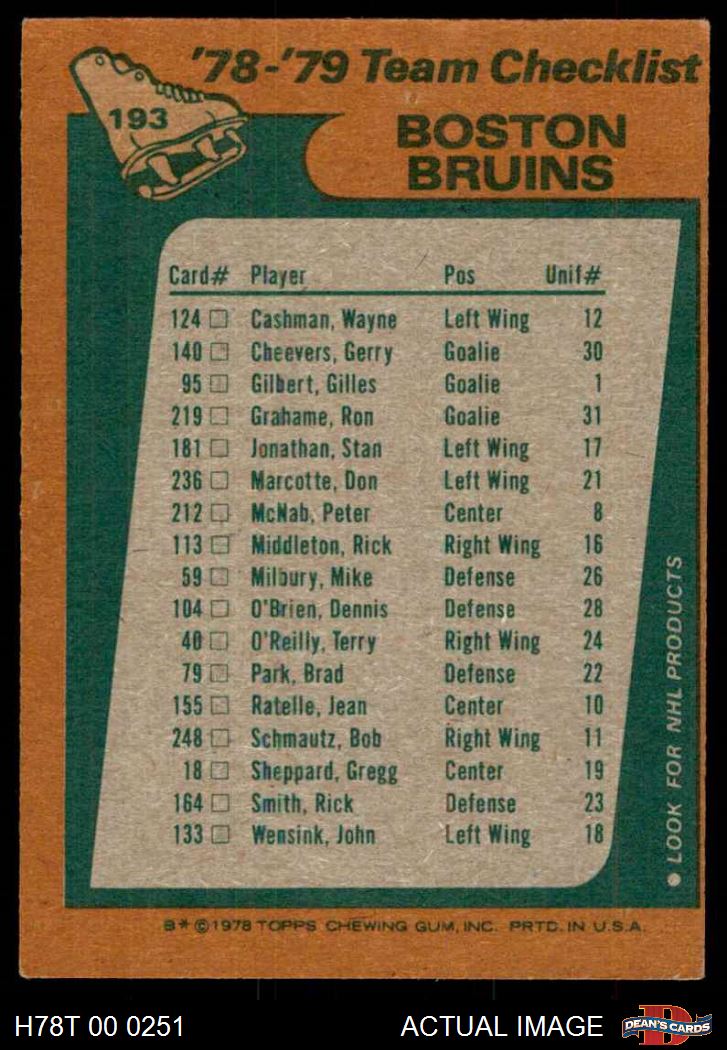 '78-'79 Team Checklist
193
BOSTON
BRUINS
Card# Player Pos Unif#
124 Cashman, Wayne Left Wing 12
140 Cheevers, Gerry Goalie 30
95 Gilbert, Gilles Goalie 1
219 Grahame, Ron Goalie 31
181 Jonathan, Stan Left Wing 17
236 Marcotte, Don Left Wing 21
212 McNab, Peter Center 8
113 Middleton, Rick Right Wing 16
59 Milbury, Mike Defense 26
104 O'Brien, Dennis Defense 28
40 O'Reilly, Terry Right Wing 24
79 Park, Brad Defense 22
155 Ratelle, Jean Center 10
248 Schmautz, Bob Right Wing 11
18 Sheppard, Gregg Center 19
164 Smith, Rick Defense 23
133 Wensink, John Left Wing 18
● LOOK FOR NHL PRODUCTS
B* © 1978 TOPPS CHEWING GUM, INC. PRTD. IN U.S.A.
H78T 00 0251 ACTUAL IMAGE
D
DEAN'S CARDS